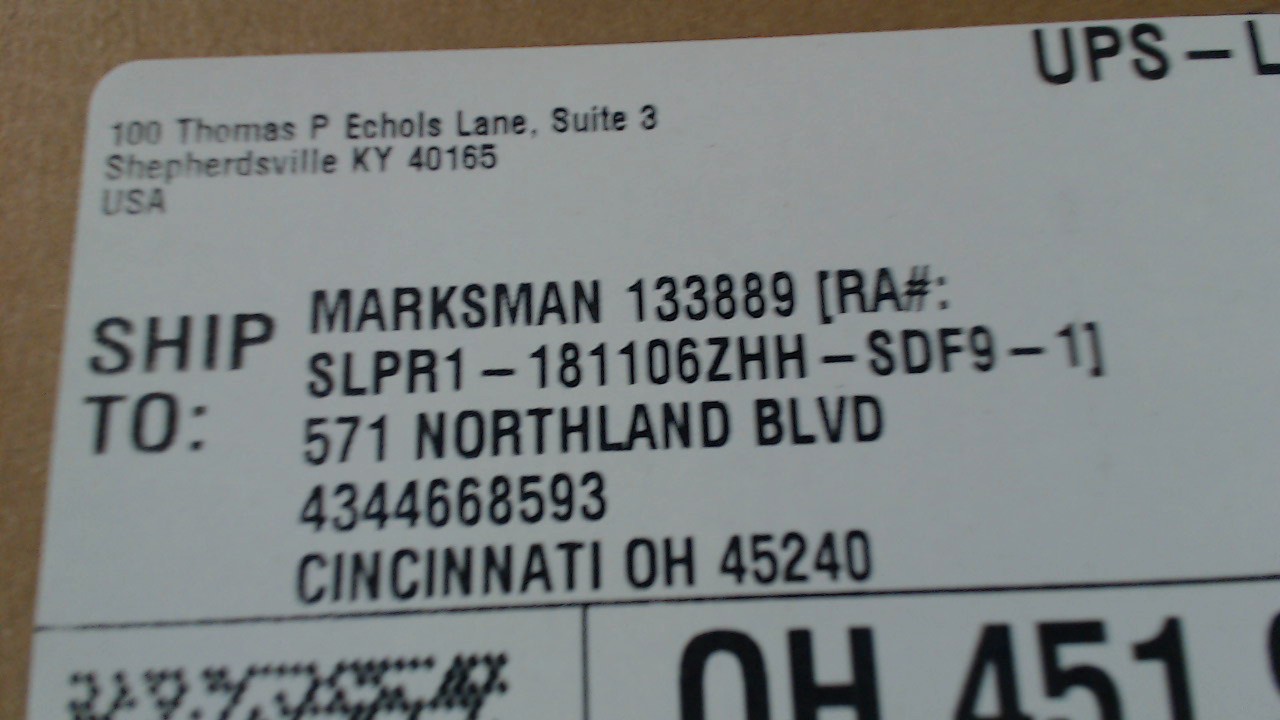 UPS - L
100 Thomas P Echols Lane, Suite 3
Shepherdsville KY 40165
USA
SHIP TO:
MARKSMAN 133889 [RA#:
SLPR1-181106ZHH-SDF9-1]
571 NORTHLAND BLVD
4344668593
CINCINNATI OH 45240
OH 451